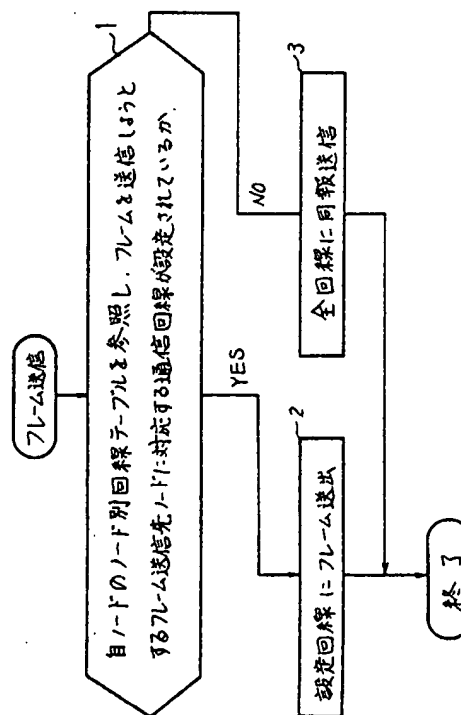 フレーム送信
1
自ノードのノード別回線テーブルを参照し、フレームを送信しようと
するフレーム送信先ノードに対応する通信回線が設定されているか.
YES
NO
2
設定回線にフレーム送出
3
全回線に同報送信
終了